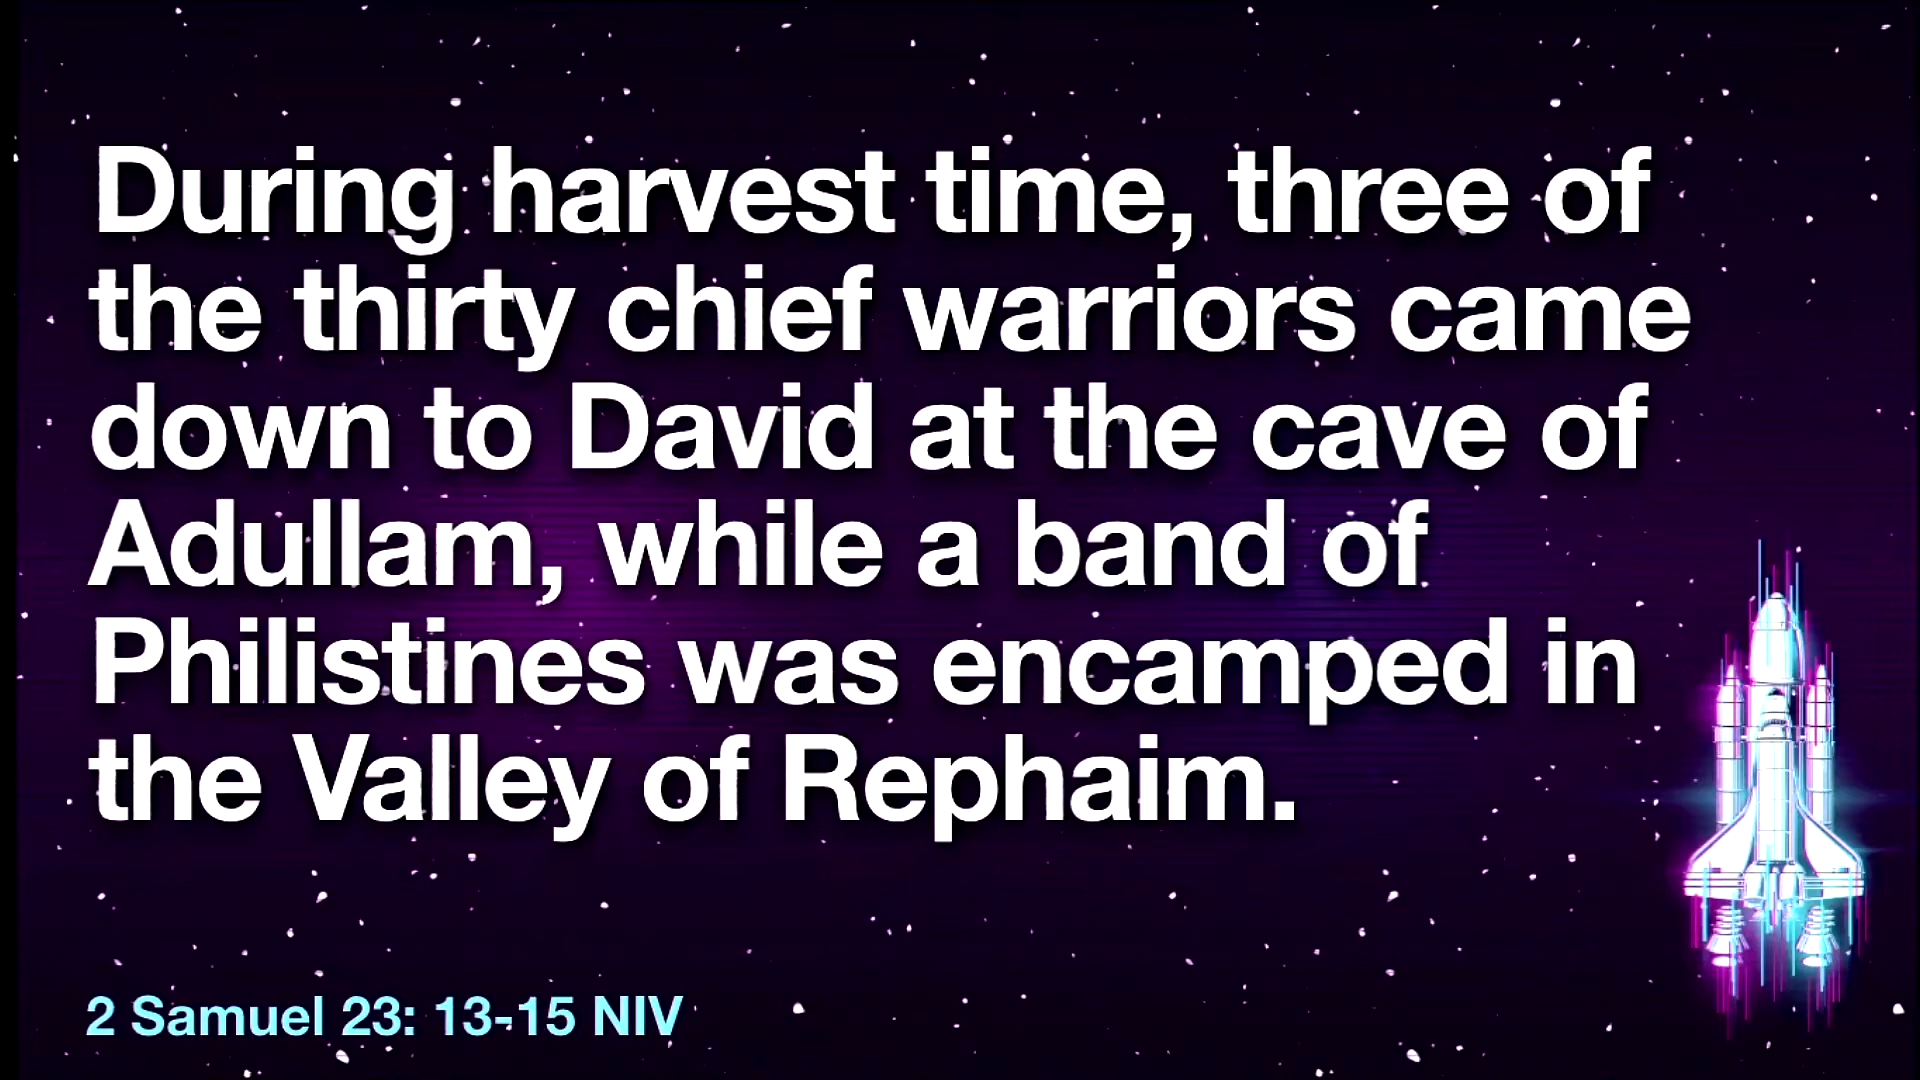 During harvest time, three of
the thirty chief warriors came
down to David at the cave of
Adullam, while a band of
Philistines was encamped in
the Valley of Rephaim.
2 Samuel 23: 13-15 NIV